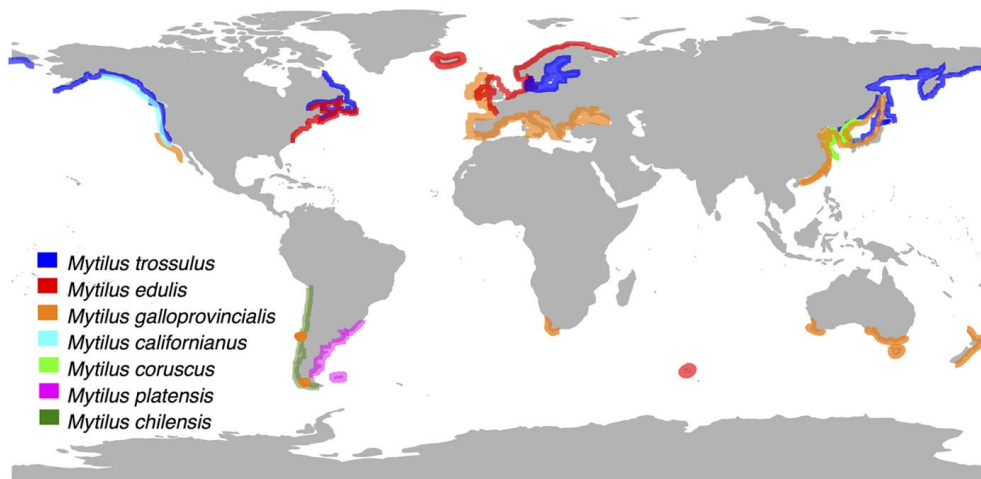 Mytilus trossulus
Mytilus edulis
Mytilus galloprovincialis
Mytilus californianus
Mytilus coruscus
Mytilus platensis
Mytilus chilensis